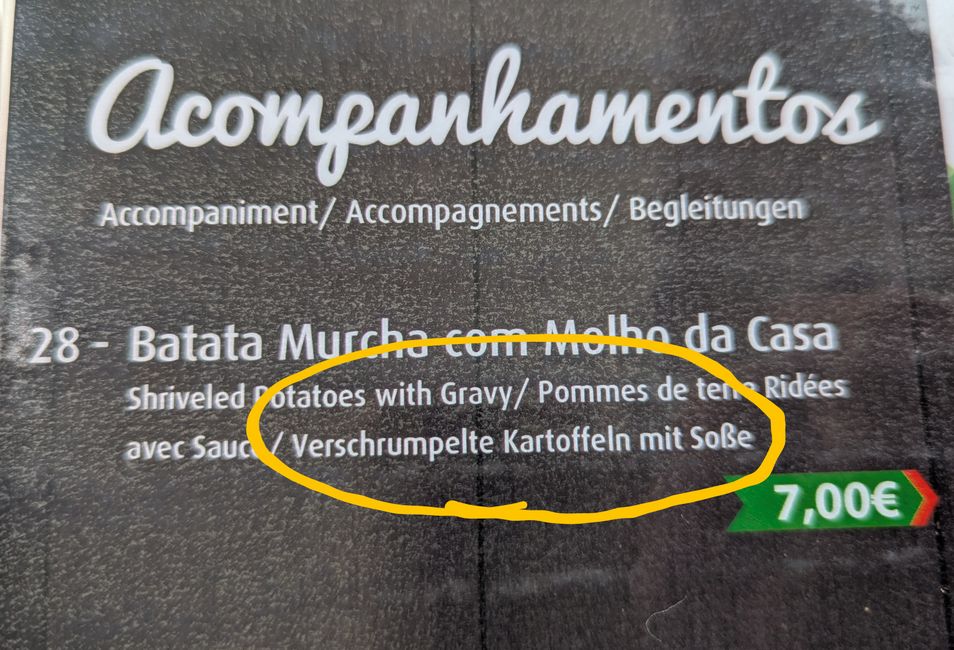 Acompanhamentos
Accompaniment/ Accompagnements/ Begleitungen
28 - Batata Murcha com Molho da Casa
Shriveled Potatoes with Gravy/ Pommes de terre Ridées
avec Sauce/ Verschrumpelte Kartoffeln mit Soße
7,00€